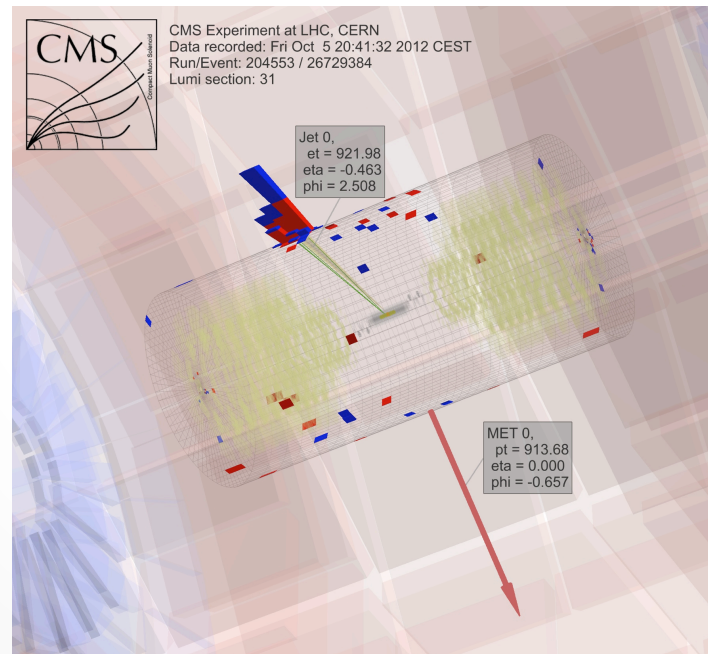 CMS
Compact Muon Solenoid
CMS Experiment at LHC, CERN
Data recorded: Fri Oct 5 20:41:32 2012 CEST
Run/Event: 204553 / 26729384
Lumi section: 31
Jet 0,
et = 921.98
eta = -0.463
phi = 2.508
MET 0,
pt = 913.68
eta = 0.000
phi = -0.657